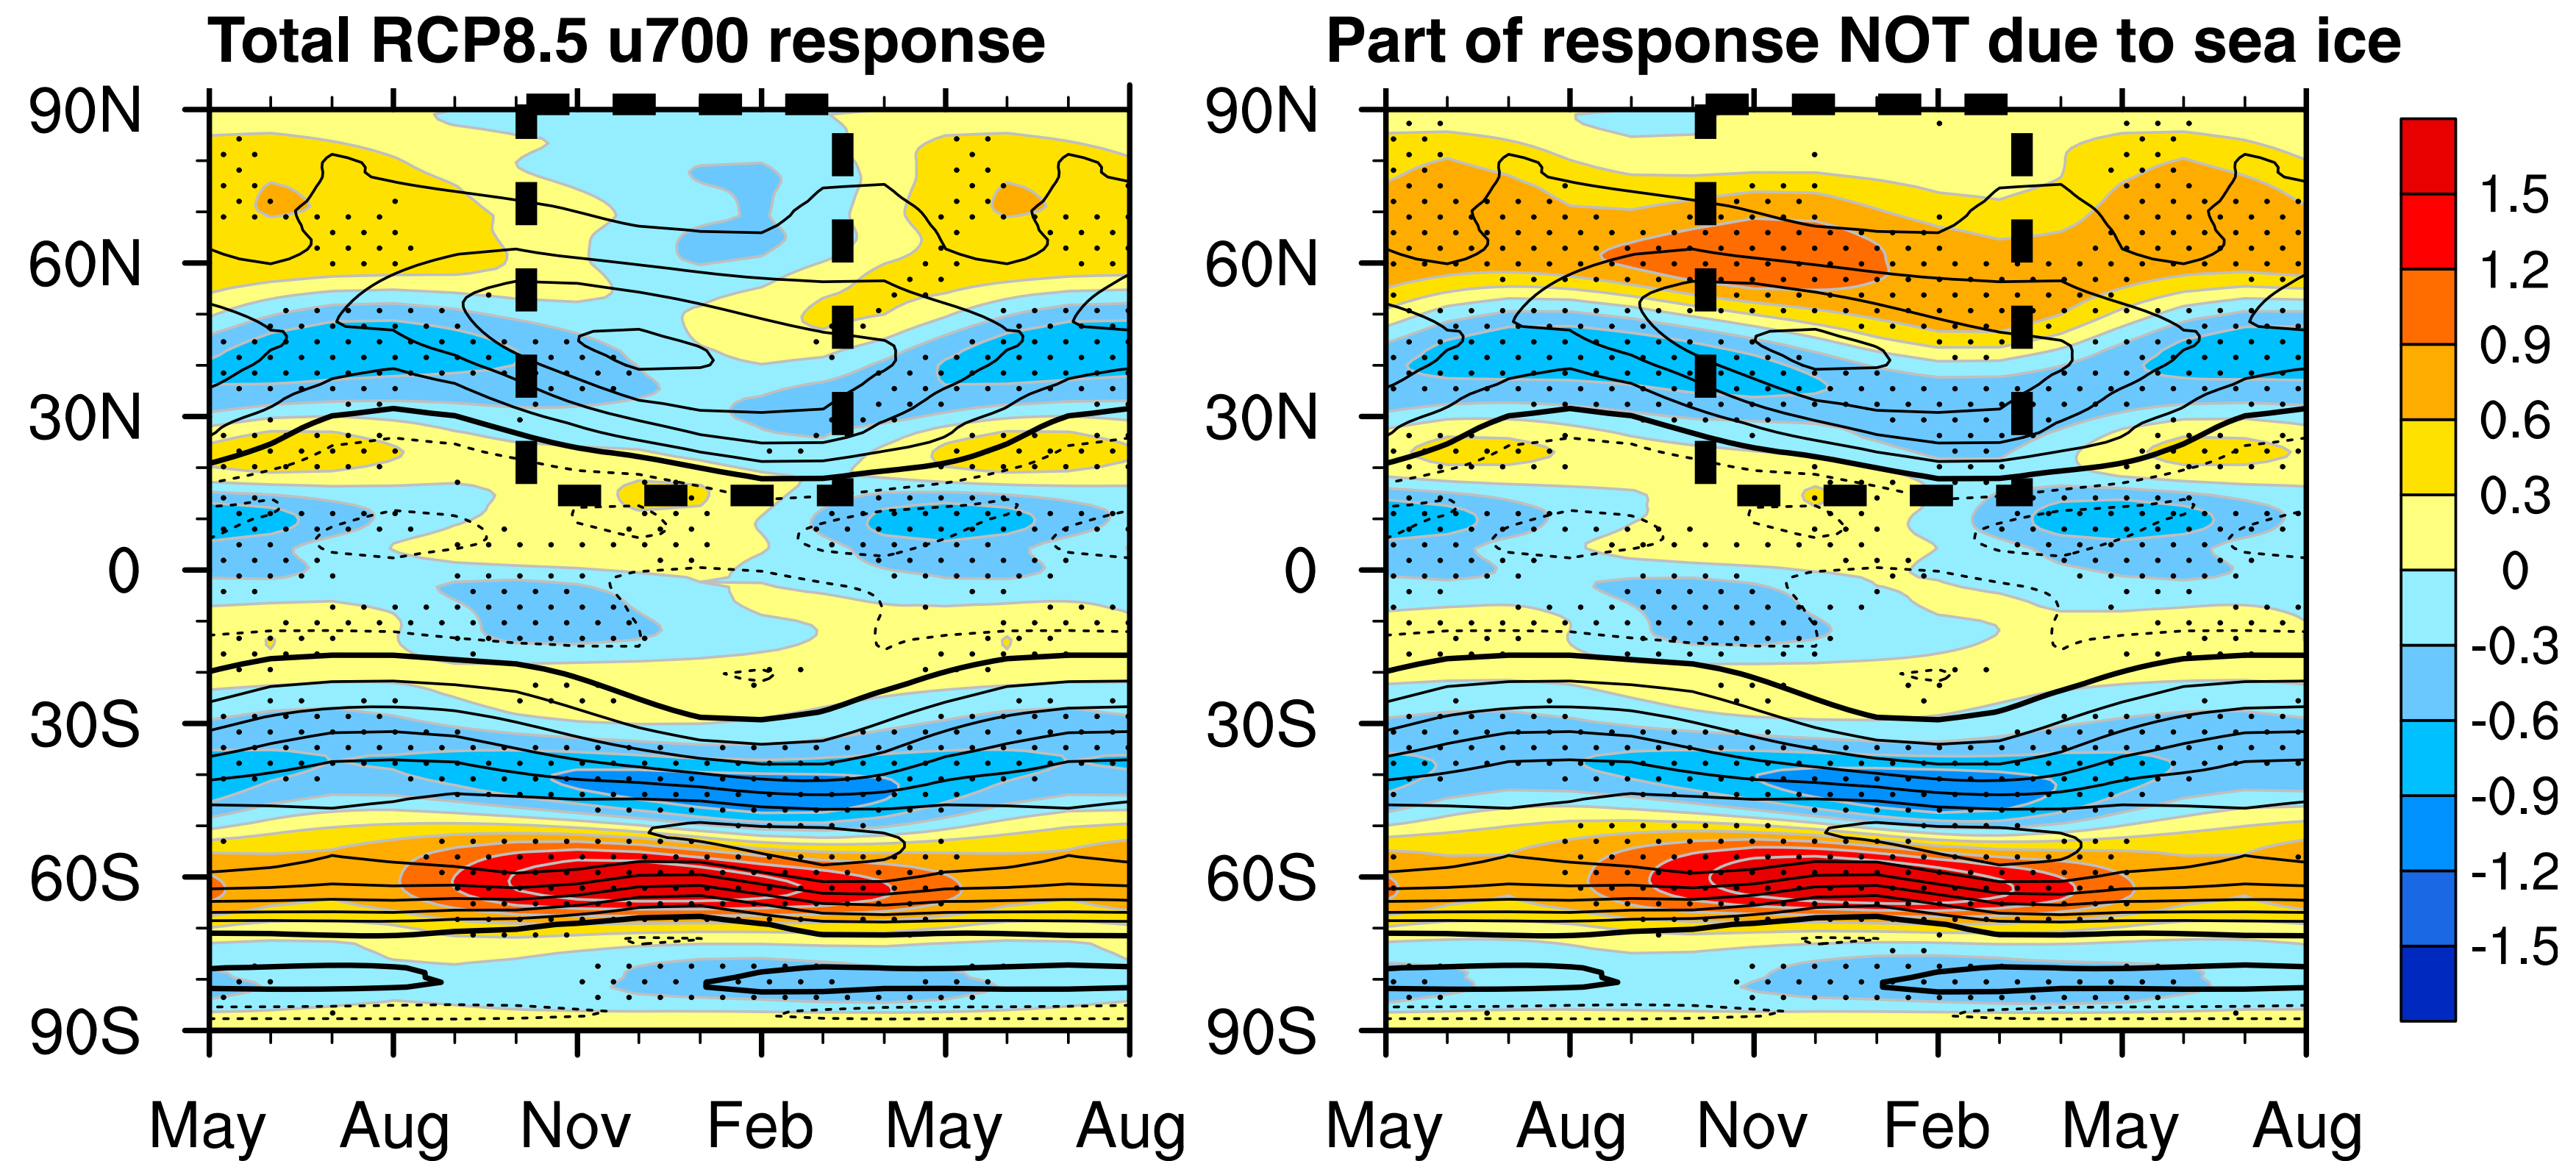 Total RCP8.5 u700 response
Part of response NOT due to sea ice
90N
60N
30N
0
30S
60S
90S
May Aug Nov Feb May Aug
90N
60N
30N
0
30S
60S
90S
May Aug Nov Feb May Aug
1.5
1.2
0.9
0.6
0.3
0
-0.3
-0.6
-0.9
-1.2
-1.5